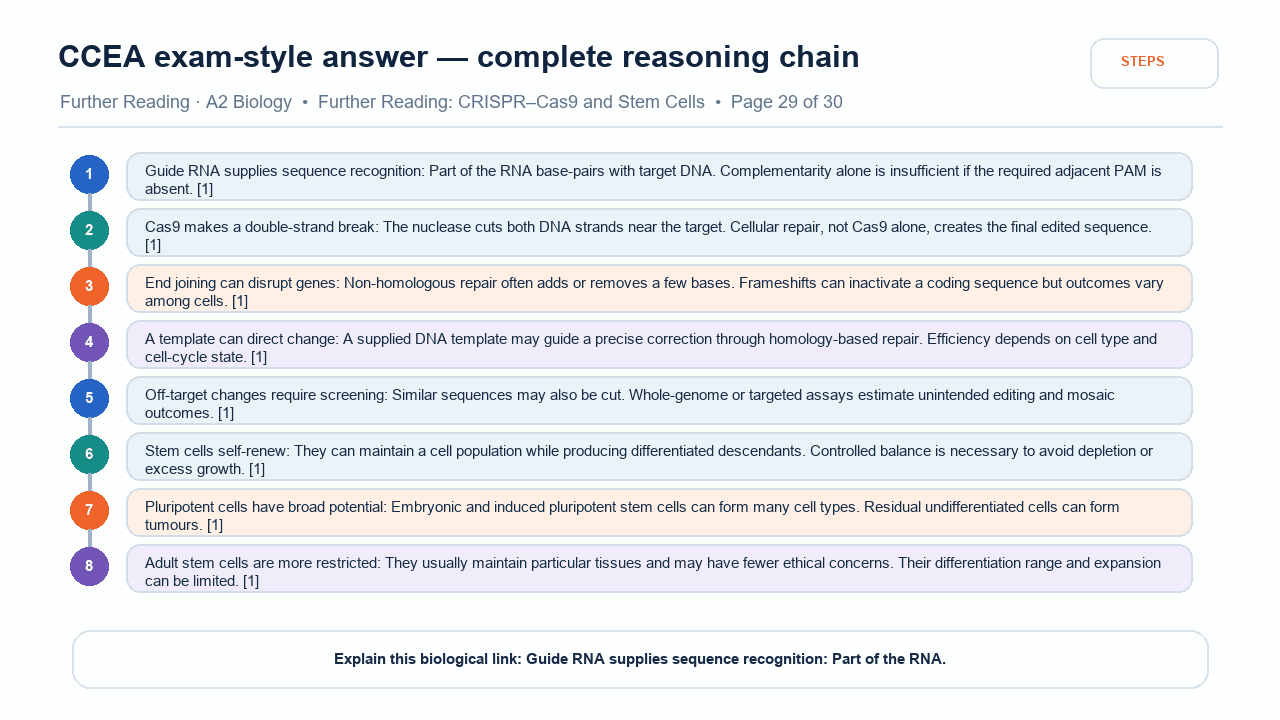 CCEA exam-style answer — complete reasoning chain
STEPS
Further Reading · A2 Biology • Further Reading: CRISPR–Cas9 and Stem Cells • Page 29 of 30
1
Guide RNA supplies sequence recognition: Part of the RNA base-pairs with target DNA. Complementarity alone is insufficient if the required adjacent PAM is
absent. [1]
2
Cas9 makes a double-strand break: The nuclease cuts both DNA strands near the target. Cellular repair, not Cas9 alone, creates the final edited sequence.
[1]
3
End joining can disrupt genes: Non-homologous repair often adds or removes a few bases. Frameshifts can inactivate a coding sequence but outcomes vary
among cells. [1]
4
A template can direct change: A supplied DNA template may guide a precise correction through homology-based repair. Efficiency depends on cell type and
cell-cycle state. [1]
5
Off-target changes require screening: Similar sequences may also be cut. Whole-genome or targeted assays estimate unintended editing and mosaic
outcomes. [1]
6
Stem cells self-renew: They can maintain a cell population while producing differentiated descendants. Controlled balance is necessary to avoid depletion or
excess growth. [1]
7
Pluripotent cells have broad potential: Embryonic and induced pluripotent stem cells can form many cell types. Residual undifferentiated cells can form
tumours. [1]
8
Adult stem cells are more restricted: They usually maintain particular tissues and may have fewer ethical concerns. Their differentiation range and expansion
can be limited. [1]
Explain this biological link: Guide RNA supplies sequence recognition: Part of the RNA.